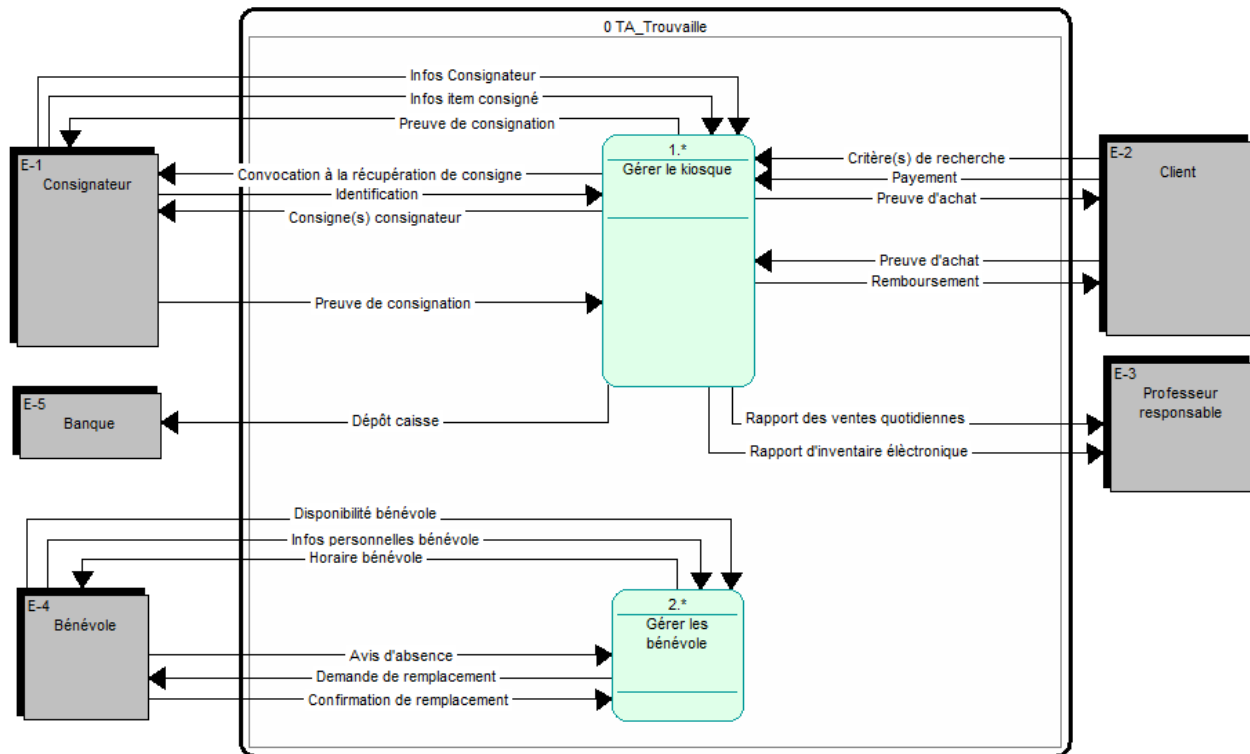 0 TA_Trouvaille
Infos Consignateur
Infos item consigné
Preuve de consignation
E-1
Consignateur
1.*
Gérer le kiosque
E-2
Client
Critère(s) de recherche
Convocation à la récupération de consigne
Payement
Identification
Preuve d'achat
Consigne(s) consignateur
Preuve d'achat
Remboursement
Preuve de consignation
E-3
Professeur
responsable
E-5
Banque
Dépôt caisse
Rapport des ventes quotidiennes
Rapport d'inventaire élèctronique
Disponibilité bénévole
Infos personnelles bénévole
Horaire bénévole
E-4
Bénévole
2.*
Gérer les
bénévole
Avis d'absence
Demande de remplacement
Confirmation de remplacement